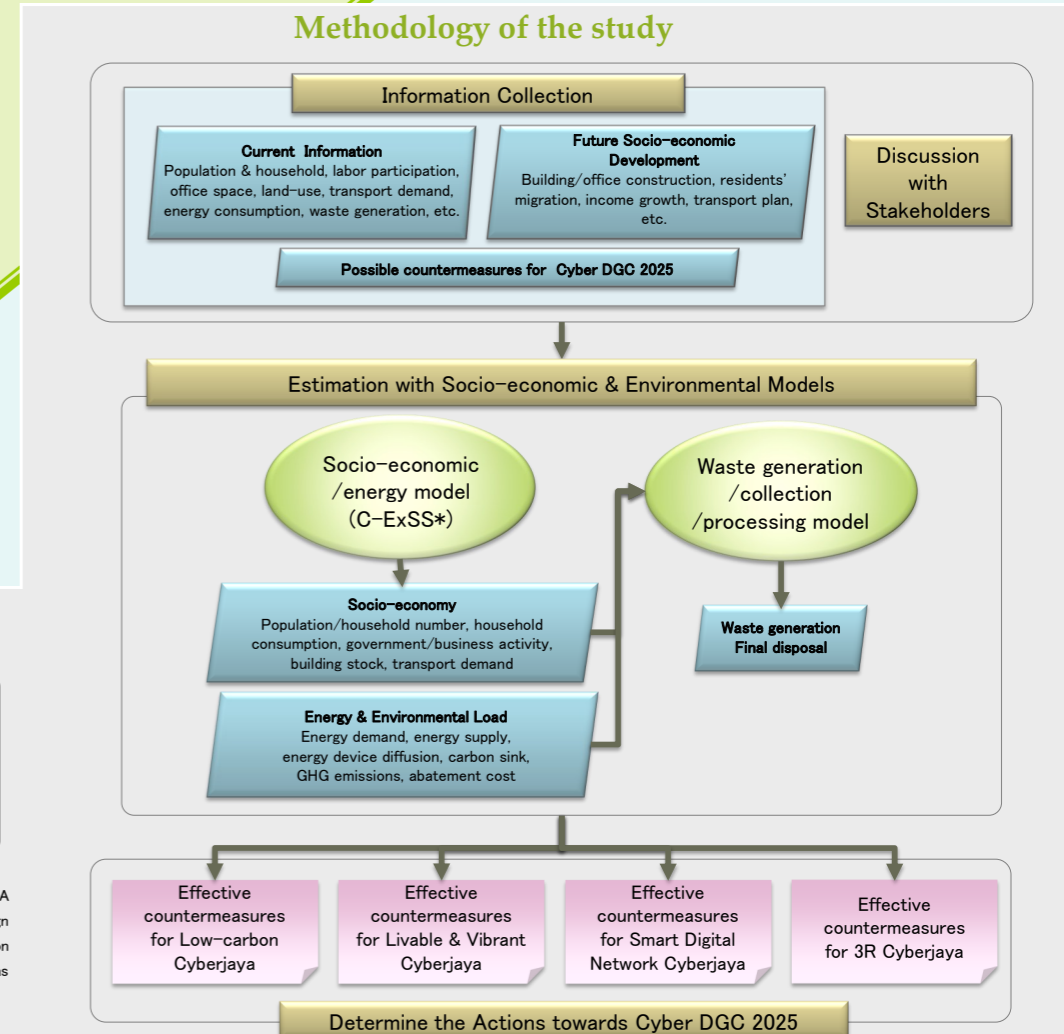 Methodology of the study
Information Collection
Current Information
Population & household, labor participation,
office space, land-use, transport demand,
energy consumption, waste generation, etc.
Future Socio-economic
Development
Building/office construction, residents'
migration, income growth, transport plan,
etc.
Possible countermeasures for Cyber DGC 2025
Discussion
with
Stakeholders
Estimation with Socio-economic & Environmental Models
Socio-economic
/energy model
(C-ExSS*)
Waste generation
/collection
/processing model
Socio-economy
Population/household number, household
consumption, government/business activity,
building stock, transport demand
Waste generation
Final disposal
Energy & Environmental Load
Energy demand, energy supply,
energy device diffusion, carbon sink,
GHG emissions, abatement cost
Effective
countermeasures
for Low-carbon
Cyberjaya
Effective
countermeasures
for Livable & Vibrant
Cyberjaya
Effective
countermeasures
for Smart Digital
Network Cyberjaya
Effective
countermeasures
for 3R Cyberjaya
Determine the Actions towards Cyber DGC 2025
A